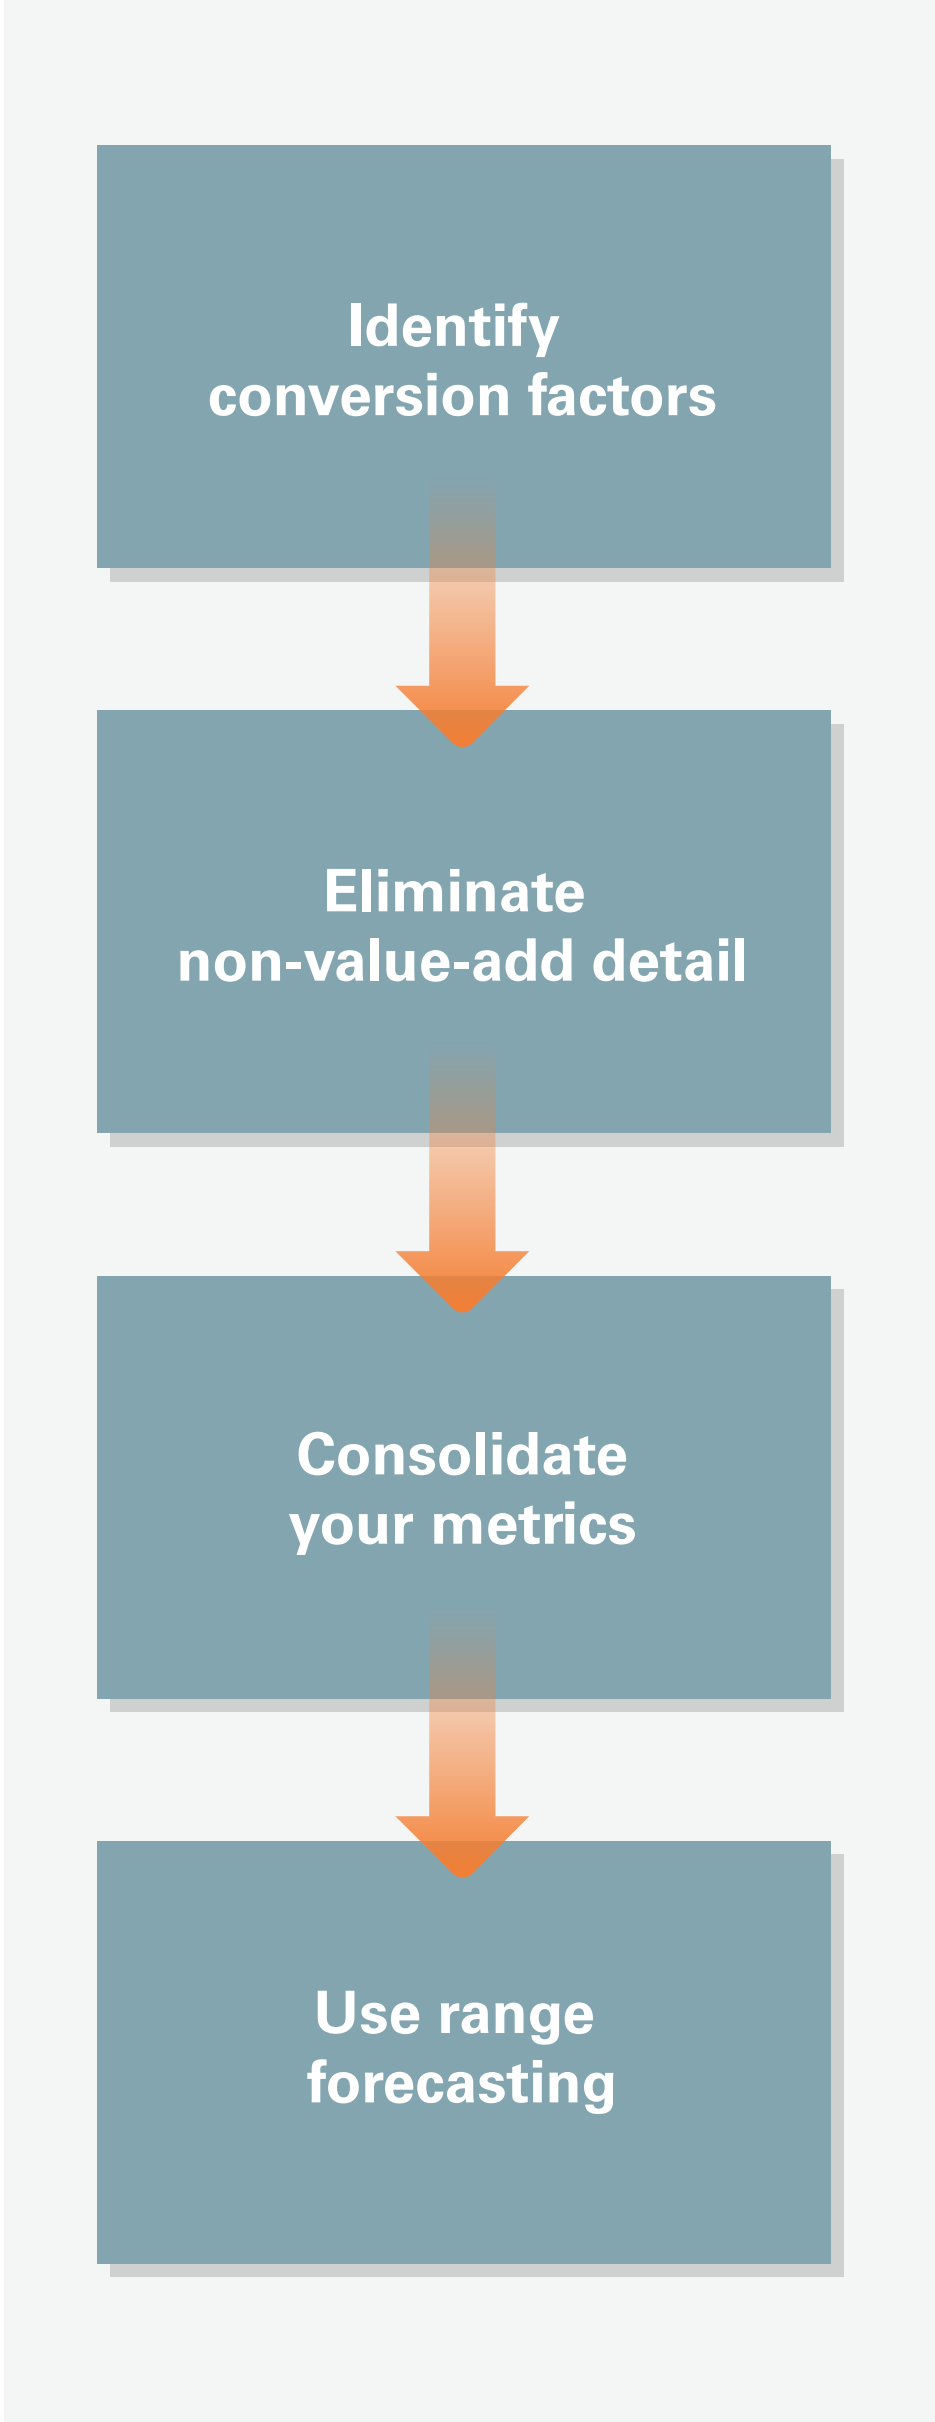 Identify
conversion factors
Eliminate
non-value-add detail
Consolidate
your metrics
Use range
forecasting